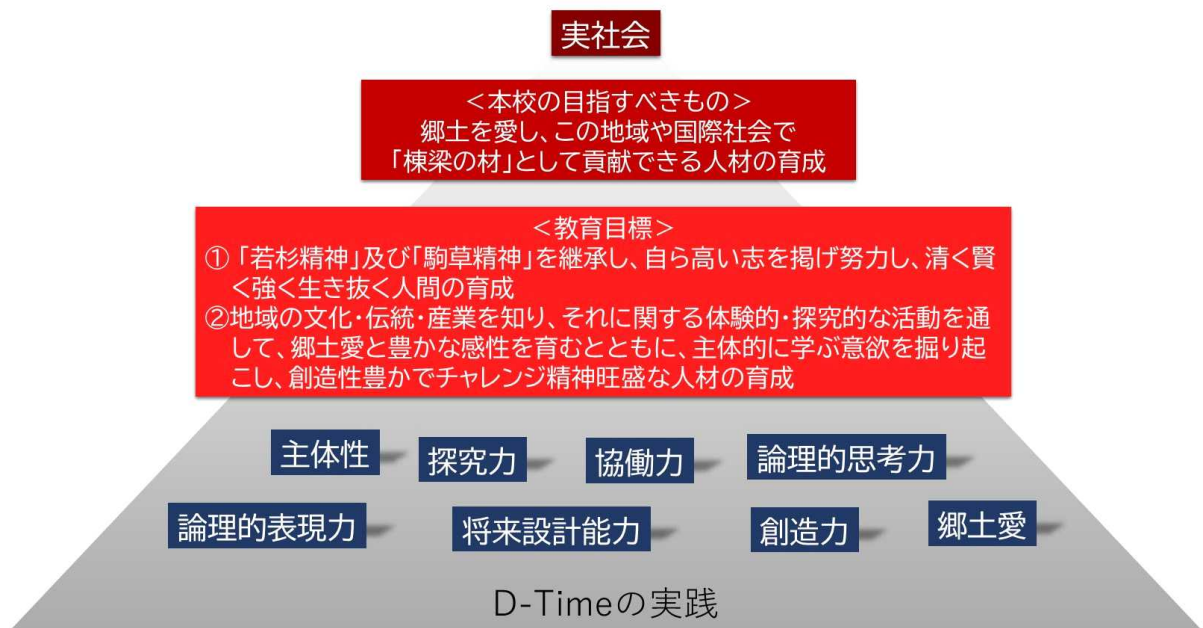 実社会
＜本校の目指すべきもの＞
郷土を愛し、この地域や国際社会で
「棟梁の材」として貢献できる人材の育成
＜教育目標＞
①「若杉精神」及び「駒草精神」を継承し、自ら高い志を掲げ努力し、清く賢
く強く生き抜く人間の育成
②地域の文化・伝統・産業を知り、それに関する体験的・探究的な活動を通
して、郷土愛と豊かな感性を育むとともに、主体的に学ぶ意欲を掘り起
こし、創造性豊かでチャレンジ精神旺盛な人材の育成
主体性 探究力 協働力 論理的思考力
論理的表現力 将来設計能力 創造力 郷土愛
D-Timeの実践